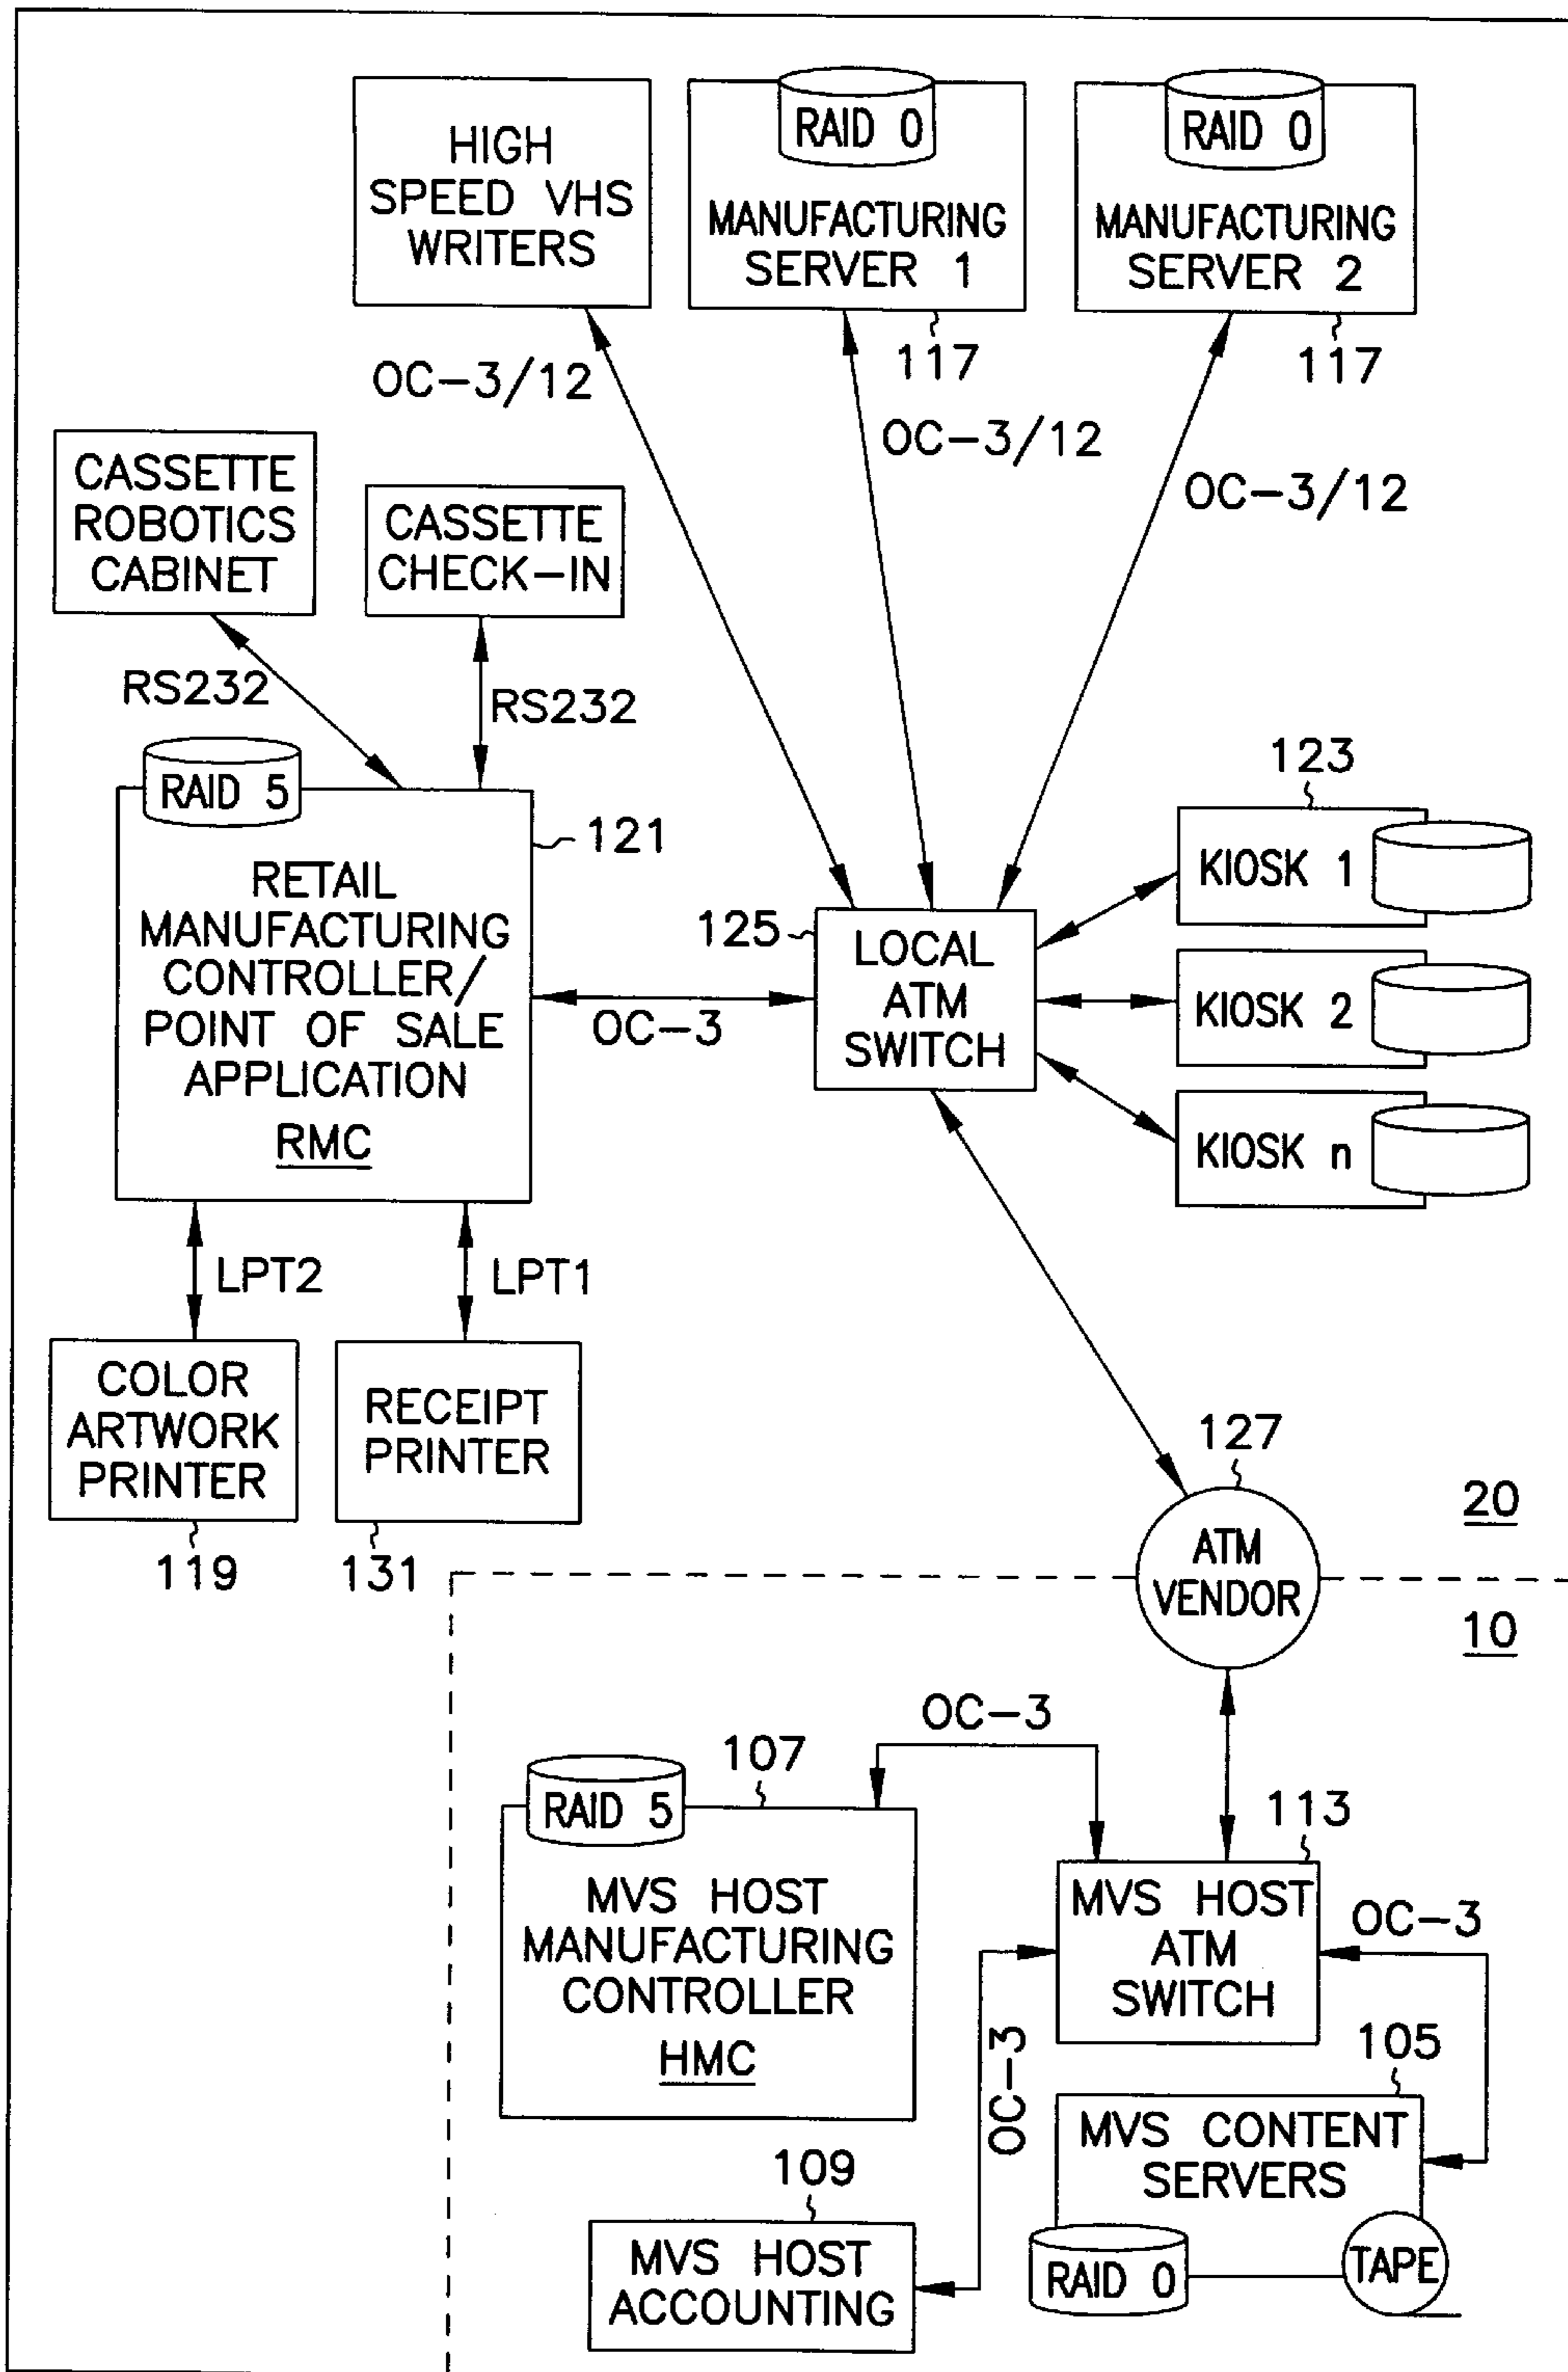 HIGH
SPEED VHS
WRITERS
RAID 0
MANUFACTURING
SERVER 1
RAID 0
MANUFACTURING
SERVER 2
117
117
OC-3/12
OC-3/12
OC-3/12
CASSETTE
ROBOTICS
CABINET
CASSETTE
CHECK-IN
RS232
RS232
RAID 5
121
RETAIL
MANUFACTURING
CONTROLLER/
POINT OF SALE
APPLICATION
RMC
OC-3
125
LOCAL
ATM
SWITCH
123
KIOSK 1
KIOSK 2
KIOSK n
LPT2
LPT1
COLOR
ARTWORK
PRINTER
119
RECEIPT
PRINTER
131
127
ATM
VENDOR
20
10
OC-3
107
RAID 5
MVS HOST
MANUFACTURING
CONTROLLER
HMC
113
MVS HOST
ATM
SWITCH
OC-3
OC-3
105
MVS CONTENT
SERVERS
RAID 0
TAPE
109
MVS HOST
ACCOUNTING